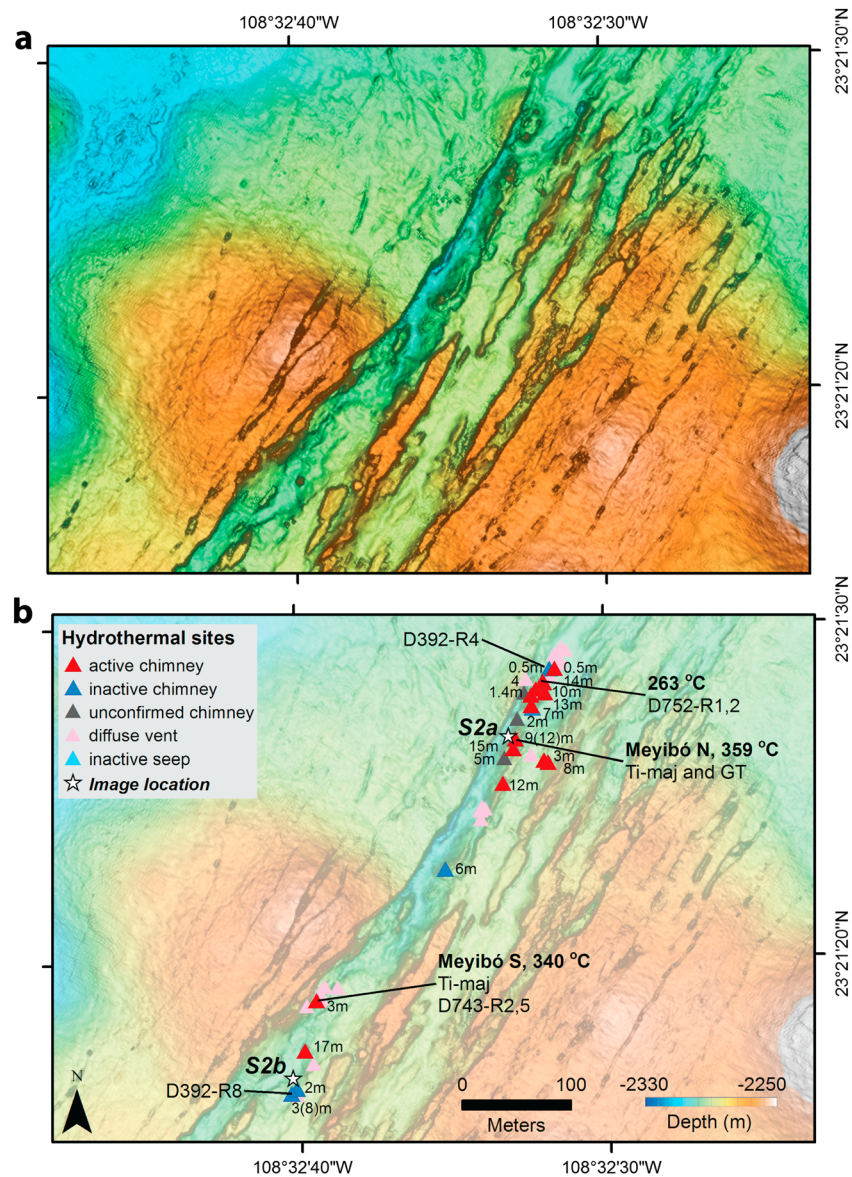 108°32'40"W
108°32'30"W
a
23°21'30"N
23°21'20"N
b
Hydrothermal sites
active chimney
inactive chimney
unconfirmed chimney
diffuse vent
inactive seep
Image location
D392-R4
0.5m
0.5m
4
14m
1.4m
10m
13m
7m
2m
263 °C
D752-R1,2
S2a
9(12)m
15m
5m
3m
8m
Meyibó N, 359 °C
Ti-maj and GT
12m
6m
23°21'30"N
23°21'20"N
Meyibó S, 340 °C
Ti-maj
D743-R2,5
3m
17m
S2b
D392-R8
2m
3(8)m
N
0
100
Meters
-2330
-2250
Depth (m)
108°32'40"W
108°32'30"W